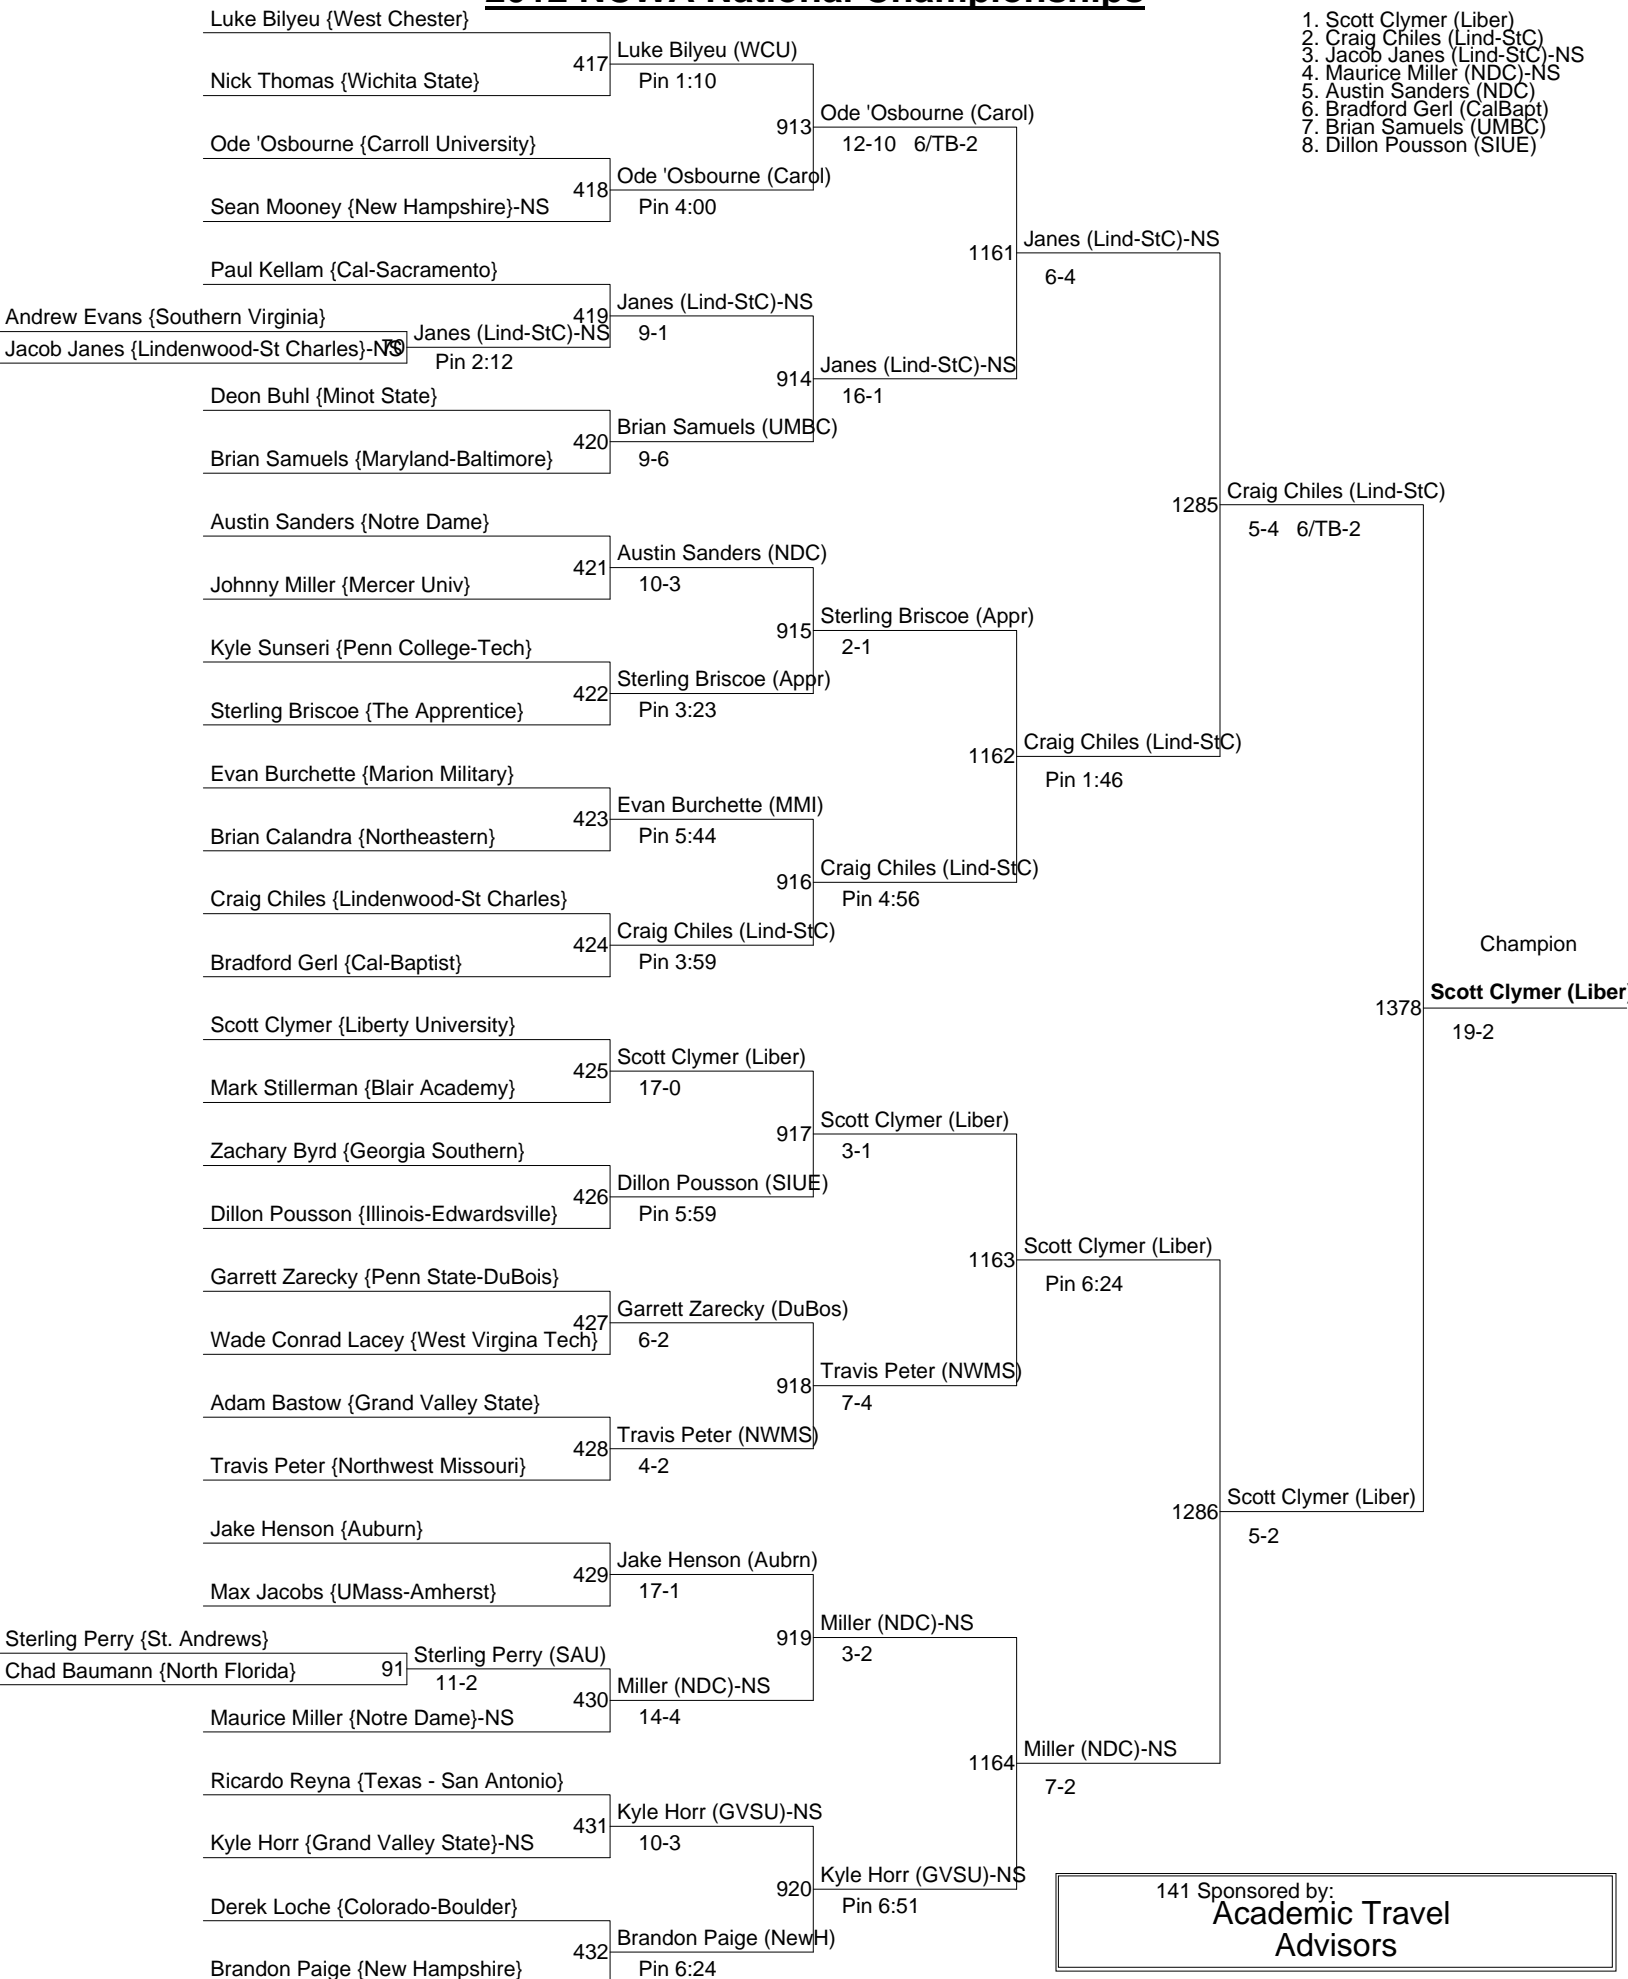 2012 NCWA National Championships
1. Scott Clymer (Liber)
2. Craig Chiles (Lind-StC)
3. Jacob Janes (Lind-StC)-NS
4. Maurice Miller (NDC)-NS
5. Austin Sanders (NDC)
6. Bradford Gerl (CalBapt)
7. Brian Samuels (UMBC)
8. Dillon Pousson (SIUE)
Luke Bilyeu {West Chester}
417 Luke Bilyeu (WCU)
Nick Thomas {Wichita State}
Pin 1:10
913 Ode 'Osbourne (Carol)
12-10 6/TB-2
Ode 'Osbourne {Carroll University}
418 Ode 'Osbourne (Carol)
Sean Mooney {New Hampshire}-NS
Pin 4:00
1161 Janes (Lind-StC)-NS
6-4
Paul Kellam {Cal-Sacramento}
419 Janes (Lind-StC)-NS
9-1
Andrew Evans {Southern Virginia}
Jacob Janes {Lindenwood-St Charles}-NS
Janes (Lind-StC)-NS
Pin 2:12
914 Janes (Lind-StC)-NS
16-1
Deon Buhl {Minot State}
420 Brian Samuels (UMBC)
Brian Samuels {Maryland-Baltimore}
9-6
1285 Craig Chiles (Lind-StC)
5-4 6/TB-2
Austin Sanders {Notre Dame}
421 Austin Sanders (NDC)
Johnny Miller {Mercer Univ}
10-3
915 Sterling Briscoe (Appr)
2-1
Kyle Sunseri {Penn College-Tech}
422 Sterling Briscoe (Appr)
Sterling Briscoe {The Apprentice}
Pin 3:23
1162 Craig Chiles (Lind-StC)
Pin 1:46
Evan Burchette {Marion Military}
423 Evan Burchette (MMI)
Brian Calandra {Northeastern}
Pin 5:44
916 Craig Chiles (Lind-StC)
Pin 4:56
Craig Chiles {Lindenwood-St Charles}
424 Craig Chiles (Lind-StC)
Bradford Gerl {Cal-Baptist}
Pin 3:59
Champion
1378 Scott Clymer (Liber)
19-2
Scott Clymer {Liberty University}
425 Scott Clymer (Liber)
Mark Stillerman {Blair Academy}
17-0
917 Scott Clymer (Liber)
3-1
Zachary Byrd {Georgia Southern}
426 Dillon Pousson (SIUE)
Dillon Pousson {Illinois-Edwardsville}
Pin 5:59
1163 Scott Clymer (Liber)
Pin 6:24
Garrett Zarecky {Penn State-DuBois}
427 Garrett Zarecky (DuBos)
Wade Conrad Lacey {West Virgina Tech}
6-2
918 Travis Peter (NWMS)
7-4
Adam Bastow {Grand Valley State}
428 Travis Peter (NWMS)
Travis Peter {Northwest Missouri}
4-2
1286 Scott Clymer (Liber)
5-2
Jake Henson {Auburn}
429 Jake Henson (Aubrn)
Max Jacobs {UMass-Amherst}
17-1
919 Miller (NDC)-NS
3-2
Sterling Perry {St. Andrews}
Chad Baumann {North Florida}
91 Sterling Perry (SAU)
11-2
430 Miller (NDC)-NS
Maurice Miller {Notre Dame}-NS
14-4
1164 Miller (NDC)-NS
7-2
Ricardo Reyna {Texas - San Antonio}
431 Kyle Horr (GVSU)-NS
Kyle Horr {Grand Valley State}-NS
10-3
920 Kyle Horr (GVSU)-NS
Pin 6:51
Derek Loche {Colorado-Boulder}
432 Brandon Paige (NewH)
Brandon Paige {New Hampshire}
Pin 6:24
141 Sponsored by:
Academic Travel
Advisors